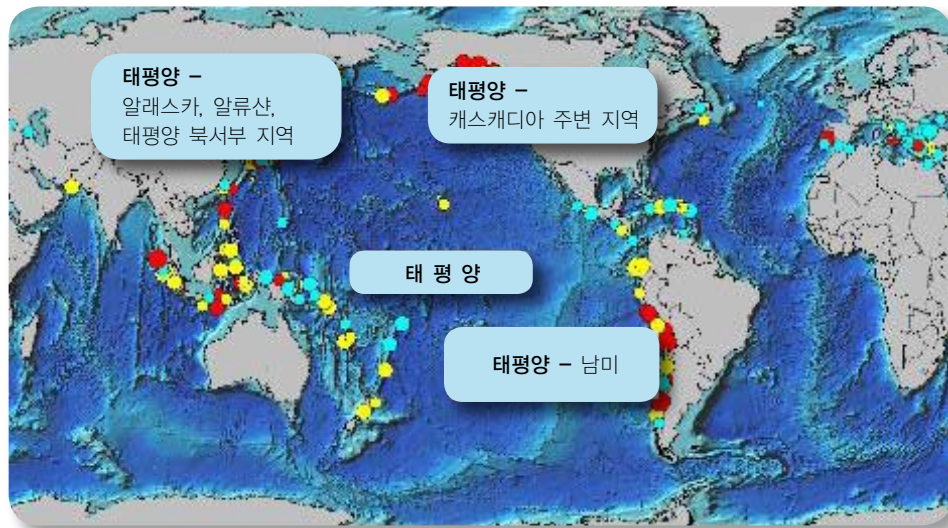 태평양 –
알래스카, 알류샨,
태평양 북서부 지역
태평양 –
캐스캐디아 주변 지역
태 평 양
태평양 – 남미